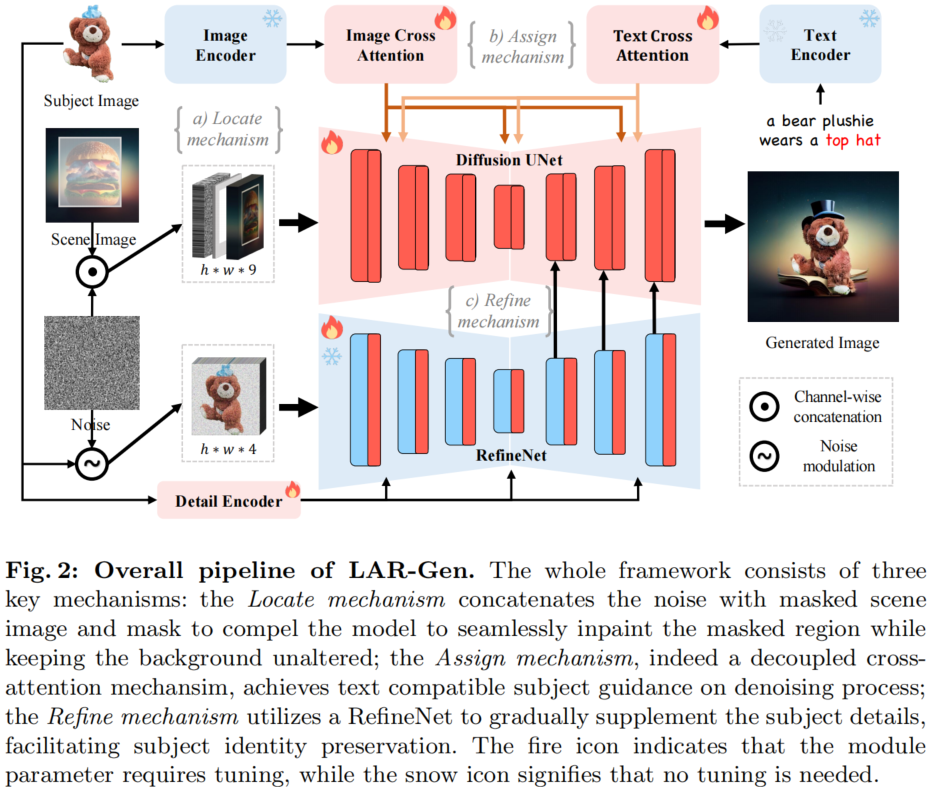 Subject Image
Image
Encoder
Image Cross
Attention
b) Assign
mechanism
Text Cross
Attention
Text
Encoder
a bear plushie
wears a top hat
a) Locate
mechanism
Scene Image
h*w*9
Diffusion UNet
c) Refine
mechanism
Generated Image
Noise
h*w*4
RefineNet
Detail Encoder
Channel-wise
concatenation
Noise
modulation
Fig. 2: Overall pipeline of LAR-Gen. The whole framework consists of three
key mechanisms: the Locate mechanism concatenates the noise with masked scene
image and mask to compel the model to seamlessly inpaint the masked region while
keeping the background unaltered; the Assign mechanism, indeed a decoupled cross-
attention mechansim, achieves text compatible subject guidance on denoising process;
the Refine mechanism utilizes a RefineNet to gradually supplement the subject details,
facilitating subject identity preservation. The fire icon indicates that the module
parameter requires tuning, while the snow icon signifies that no tuning is needed.